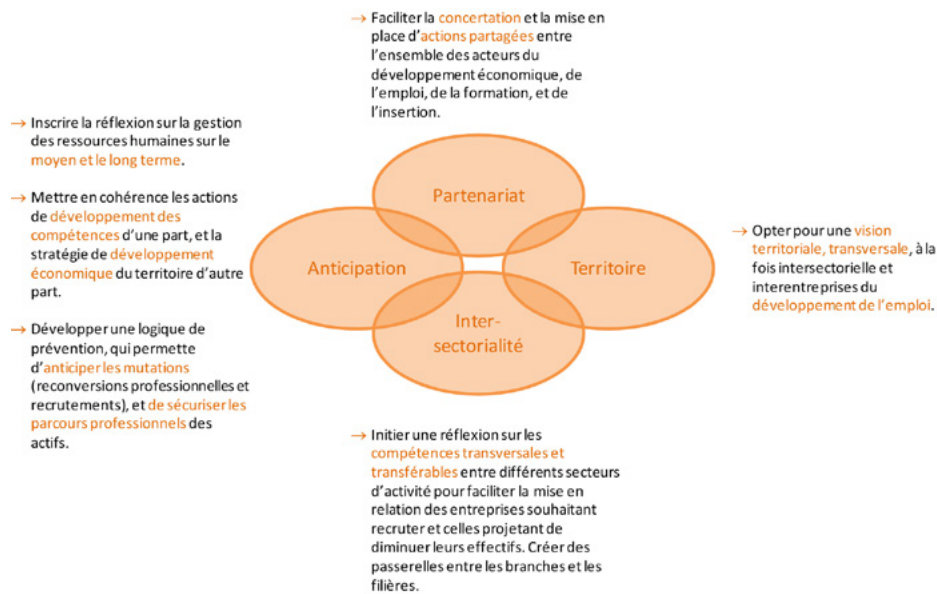 → Faciliter la concertation et la mise en
place d'actions partagées entre
l'ensemble des acteurs du
développement économique, de
l'emploi, de la formation, et de
l'insertion.
→ Inscrire la réflexion sur la gestion
des ressources humaines sur le
moyen et le long terme.
→ Mettre en cohérence les actions
de développement des
compétences d'une part, et la
stratégie de développement
économique du territoire d'autre
part.
→ Développer une logique de
prévention, qui permette
d'anticiper les mutations
(reconversions professionnelles et
recrutements), et de sécuriser les
parcours professionnels des
actifs.
Partenariat
Anticipation
Territoire
Inter-
sectorialité
→ Opter pour une vision
territoriale, transversale, à la
fois intersectorielle et
interentreprises du
développement de l'emploi.
→ Initier une réflexion sur les
compétences transversales et
transférables entre différents secteurs
d'activité pour faciliter la mise en
relation des entreprises souhaitant
recruter et celles projetant de
diminuer leurs effectifs. Créer des
passerelles entre les branches et les
filières.